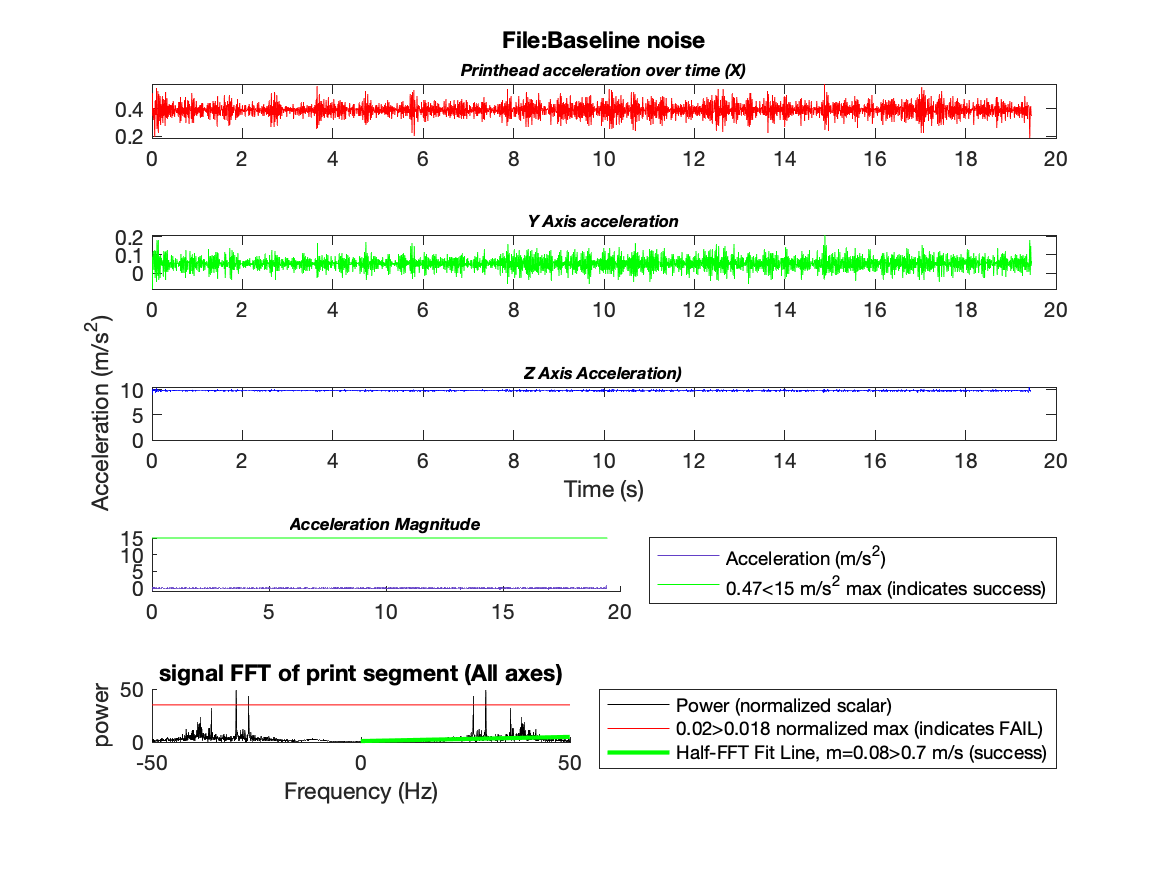 File:Baseline noise
Printhead acceleration over time (X)
0.4
0.2
0 2 4 6 8 10 12 14 16 18 20
Y Axis acceleration
0.2
0.1
0
0 2 4 6 8 10 12 14 16 18 20
Acceleration (m/s²)
Z Axis Acceleration)
10
5
0
0 2 4 6 8 10 12 14 16 18 20
Time (s)
Acceleration Magnitude
15
10
5
0
0 5 10 15 20
Acceleration (m/s²)
0.47<15 m/s² max (indicates success)
signal FFT of print segment (All axes)
power
50
0
-50 0 50
Frequency (Hz)
Power (normalized scalar)
0.02>0.018 normalized max (indicates FAIL)
Half-FFT Fit Line, m=0.08>0.7 m/s (success)